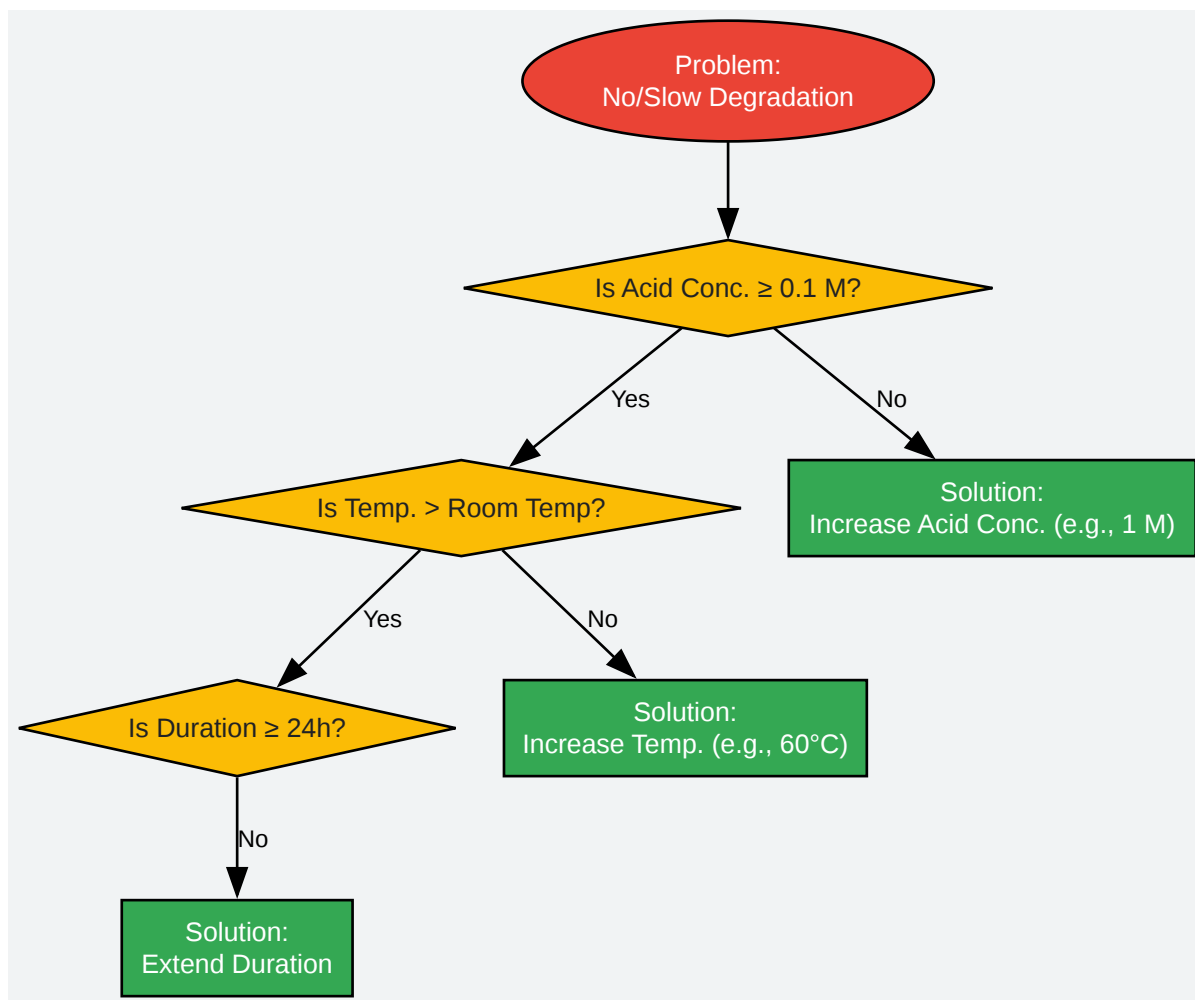 Problem:
No/Slow Degradation
Is Acid Conc. ≥ 0.1 M?
Yes
No
Is Temp. > Room Temp?
Solution:
Increase Acid Conc. (e.g., 1 M)
Yes
No
Is Duration ≥ 24h?
Solution:
Increase Temp. (e.g., 60°C)
No
Solution:
Extend Duration